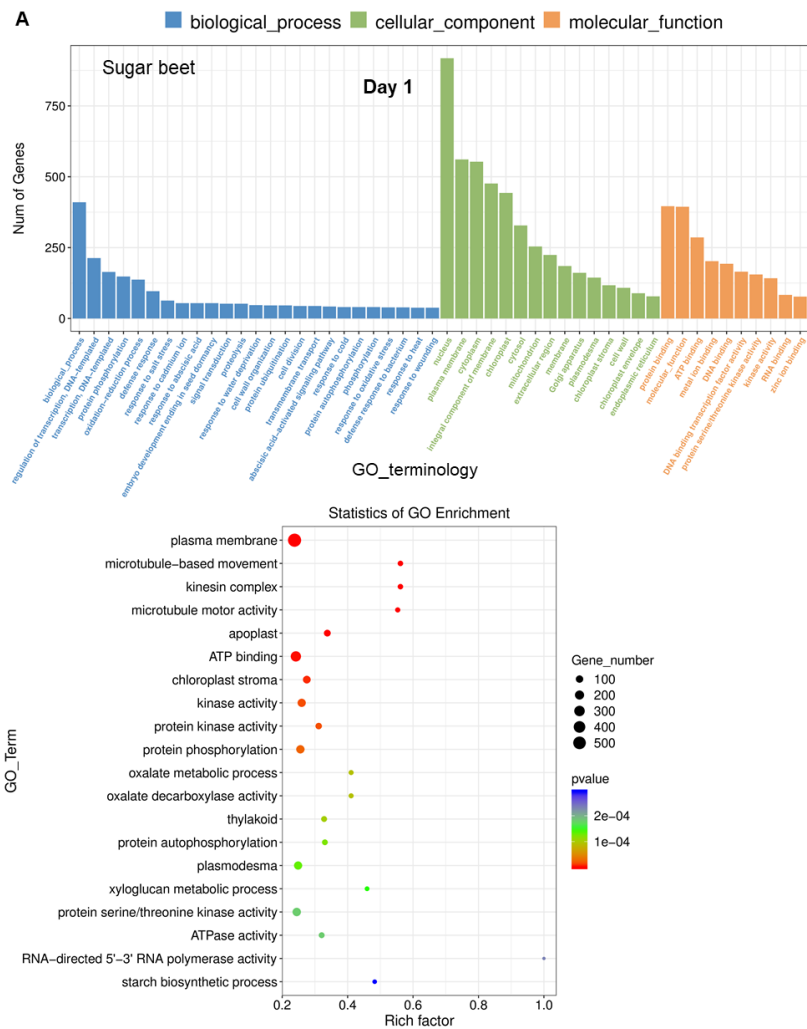 A
biological_process cellular_component molecular_function
Sugar beet
Day 1
Num of Genes
750
500
250
0
biological_process
regulation of transcription, DNA-templated
transcription, DNA-templated
protein phosphorylation
oxidation-reduction process
defense response
response to salt stress
response to cadmium ion
response to abscisic acid
embryo development ending in seed dormancy
signal transduction
proteolysis
response to water deprivation
cell wall organization
protein ubiquination
cell division
transmembrane transport
abscisic acid-activated signaling pathway
response to cold
protein autophosphorylation
phosphorylation
response to oxidative stress
defense responses to bacterium
response to heat
response to wounding
nucleus
plasma membrane
cytoplasm
Integral component of membrane
chloroplast
cytosol
mitochondrion
extracellular region
membrane
Golgi apparatus
plasmodesma
chloroplast stroma
cell wall
chloroplast envelope
endoplasmic reticulum
protein binding
molecular_function
ATP binding
metal ion binding
DNA binding
DNA binding transcription factor activity
protein serine/threonine kinase activity
kinase activity
RNA binding
zinc ion binding
GO_terminology
Statistics of GO Enrichment
GO_Term
plasma membrane
microtubule−based movement
kinesin complex
microtubule motor activity
apoplast
ATP binding
chloroplast stroma
kinase activity
protein kinase activity
protein phosphorylation
oxalate metabolic process
oxalate decarboxylase activity
thylakoid
protein autophosphorylation
plasmodesma
xyloglucan metabolic process
protein serine/threonine kinase activity
ATPase activity
RNA−directed 5'−3' RNA polymerase activity
starch biosynthetic process
0.2 0.4 0.6 0.8 1.0
Rich factor
Gene_number
100
200
300
400
500
pvalue
2e−04
1e−04